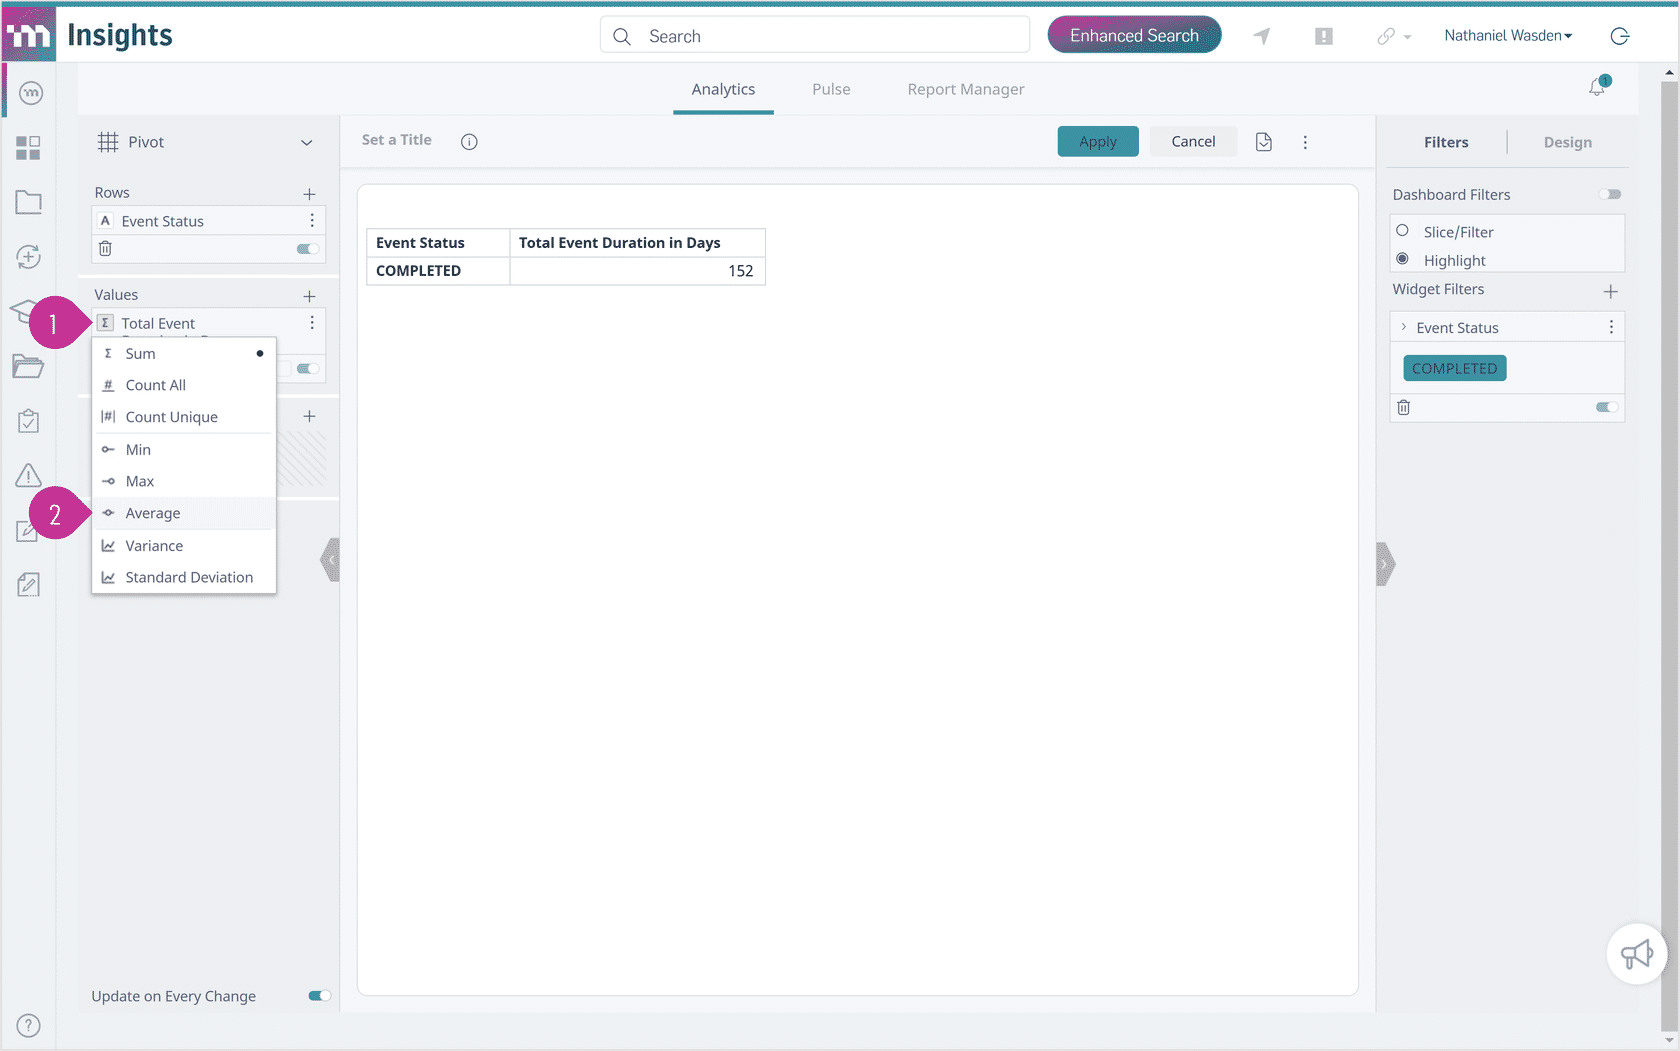 m Insights
Search
Enhanced Search
Nathaniel Wasden
Analytics
Pulse
Report Manager
1
Pivot
Set a Title
Apply
Cancel
Filters
Design
Rows
A Event Status
Dashboard Filters
Slice/Filter
Highlight
Event Status
Total Event Duration in Days
COMPLETED
152
Values
1
Σ Total Event
Widget Filters
Event Status
COMPLETED
Σ Sum
# Count All
|#| Count Unique
Min
Max
2
Average
Variance
Standard Deviation
Update on Every Change
?